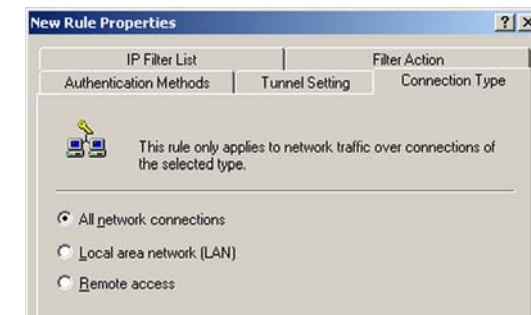 New Rule Properties
IP Filter List
Filter Action
Authentication Methods
Tunnel Setting
Connection Type
This rule only applies to network traffic over connections of
the selected type.
All network connections
Local area network (LAN)
Remote access